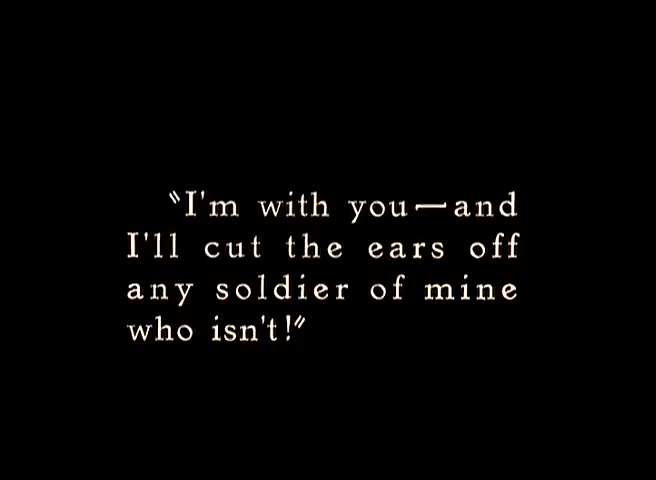 "I'm with you—and
I'll cut the ears off
any soldier of mine
who isn't!"